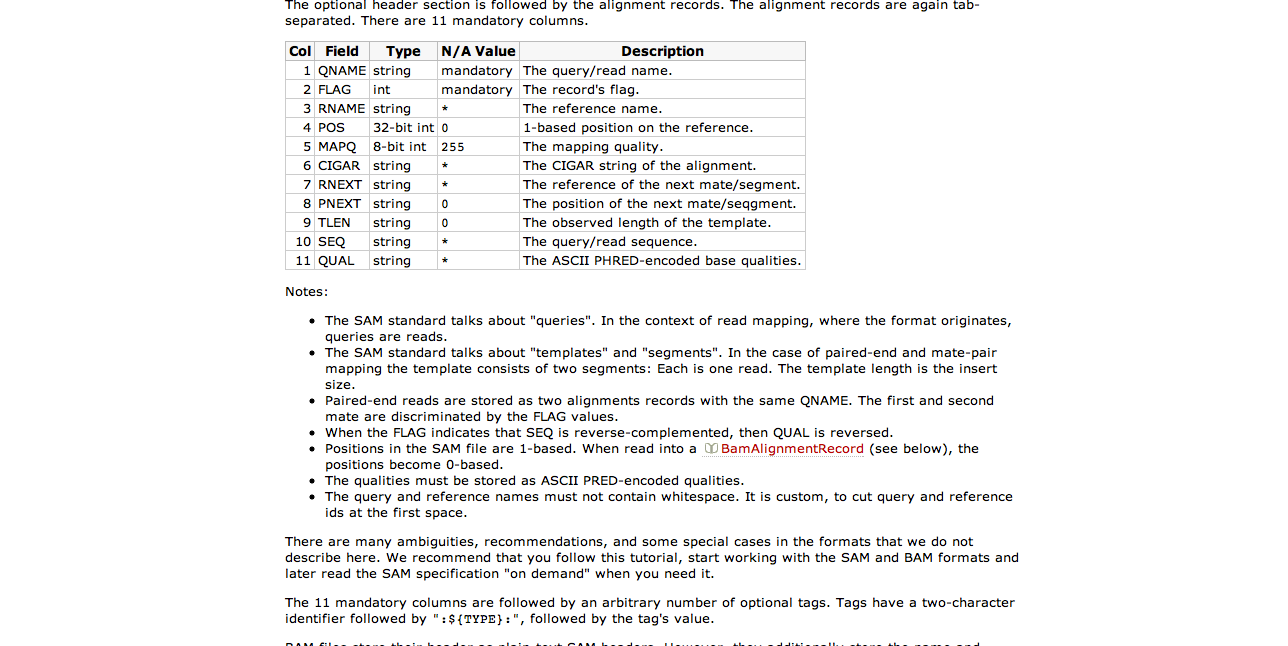 The optional header section is followed by the alignment records. The alignment records are again tab-
separated. There are 11 mandatory columns.
Col Field Type N/A Value Description
1 QNAME string mandatory The query/read name.
2 FLAG int mandatory The record's flag.
3 RNAME string * The reference name.
4 POS 32-bit int 0 1-based position on the reference.
5 MAPQ 8-bit int 255 The mapping quality.
6 CIGAR string * The CIGAR string of the alignment.
7 RNEXT string * The reference of the next mate/segment.
8 PNEXT string 0 The position of the next mate/seqgment.
9 TLEN string 0 The observed length of the template.
10 SEQ string * The query/read sequence.
11 QUAL string * The ASCII PHRED-encoded base qualities.
Notes:
• The SAM standard talks about "queries". In the context of read mapping, where the format originates,
queries are reads.
• The SAM standard talks about "templates" and "segments". In the case of paired-end and mate-pair
mapping the template consists of two segments: Each is one read. The template length is the insert
size.
• Paired-end reads are stored as two alignments records with the same QNAME. The first and second
mate are discriminated by the FLAG values.
• When the FLAG indicates that SEQ is reverse-complemented, then QUAL is reversed.
• Positions in the SAM file are 1-based. When read into a BamAlignmentRecord (see below), the
positions become 0-based.
• The qualities must be stored as ASCII PRED-encoded qualities.
• The query and reference names must not contain whitespace. It is custom, to cut query and reference
ids at the first space.
There are many ambiguities, recommendations, and some special cases in the formats that we do not
describe here. We recommend that you follow this tutorial, start working with the SAM and BAM formats and
later read the SAM specification "on demand" when you need it.
The 11 mandatory columns are followed by an arbitrary number of optional tags. Tags have a two-character
identifier followed by ":${TYPE}:", followed by the tag's value.
BAM files store their header as plain-text SAM headers. However, they additionally store the name and